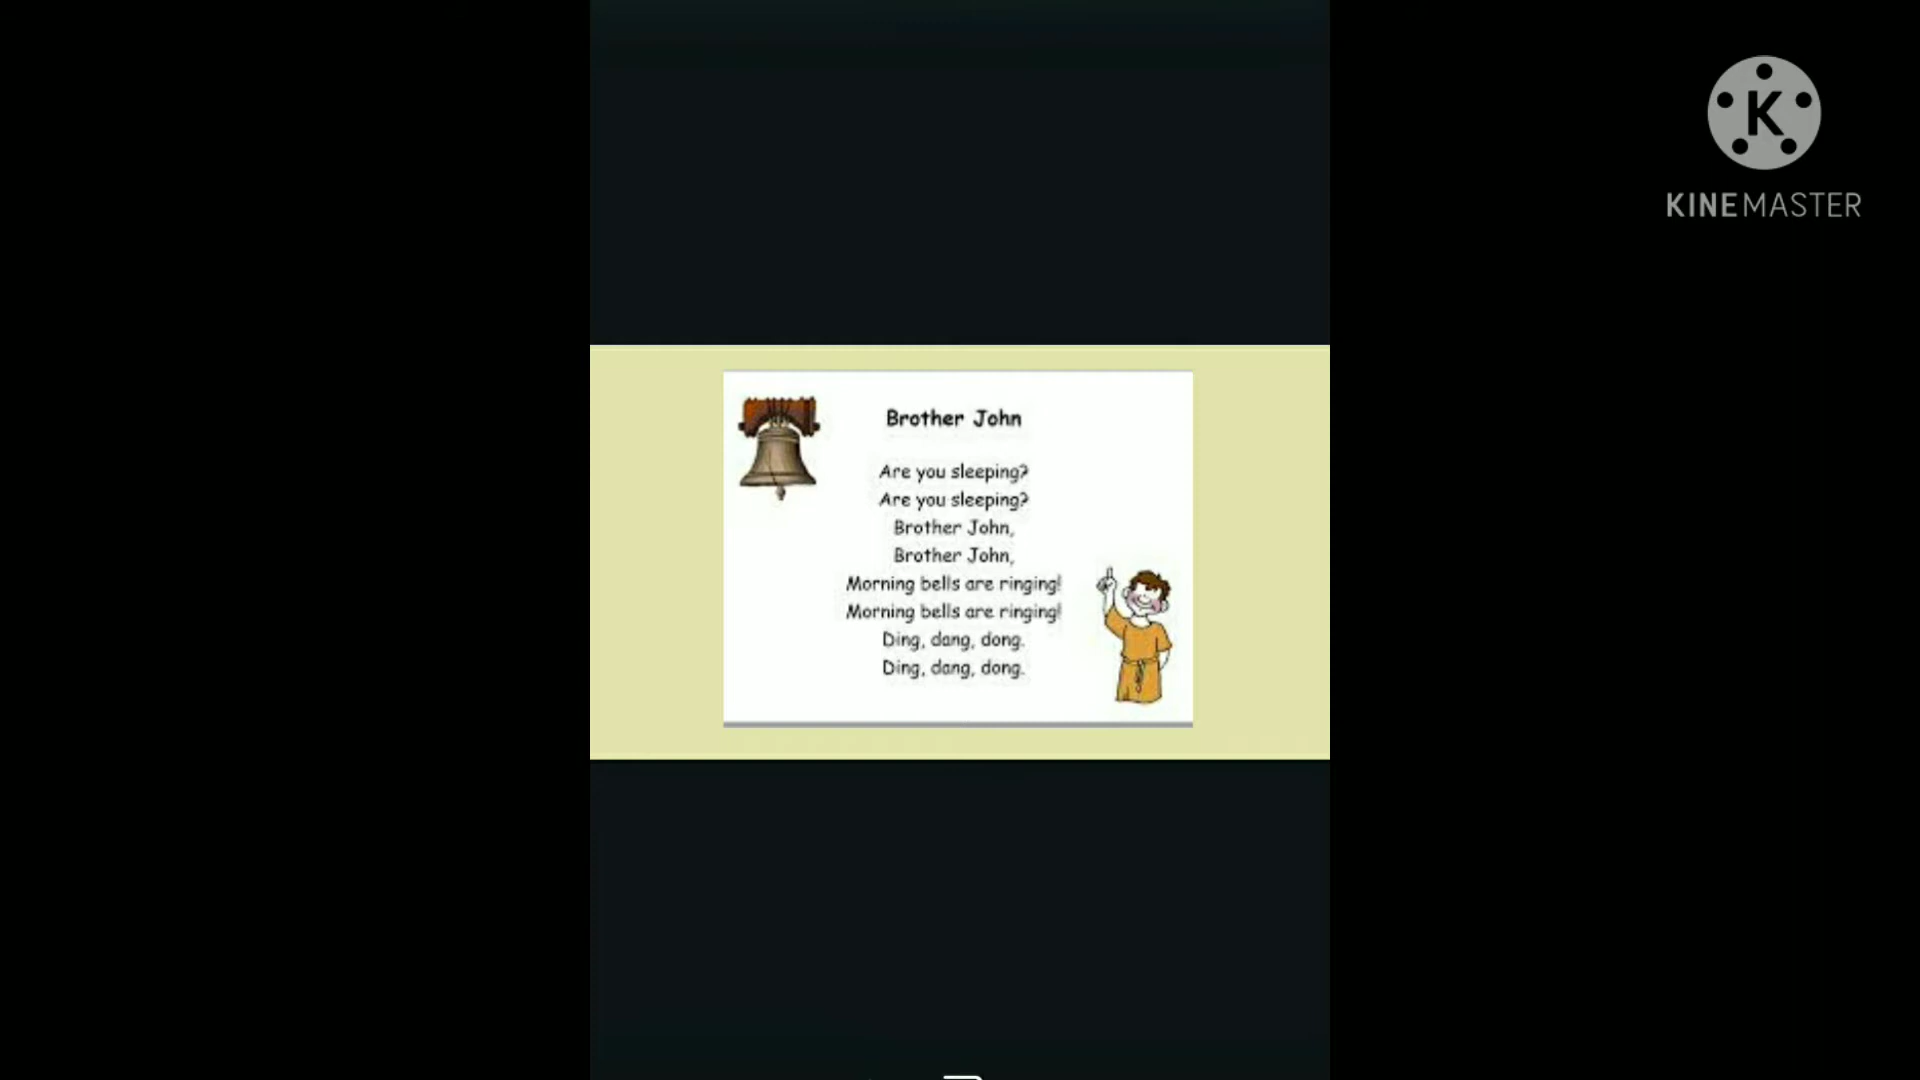 K
KINEMASTER
Brother John
Are you sleeping?
Are you sleeping?
Brother John,
Brother John,
Morning bells are ringing!
Morning bells are ringing!
Ding, dang, dong.
Ding, dang, dong.